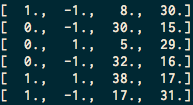 [  1.,  -1.,   8.,  30.]
[  0.,  -1.,  30.,  15.]
[  0.,   1.,   5.,  29.]
[  0.,  -1.,  32.,  16.]
[  1.,   1.,  38.,  17.]
[  1.,  -1.,  17.,  31.]